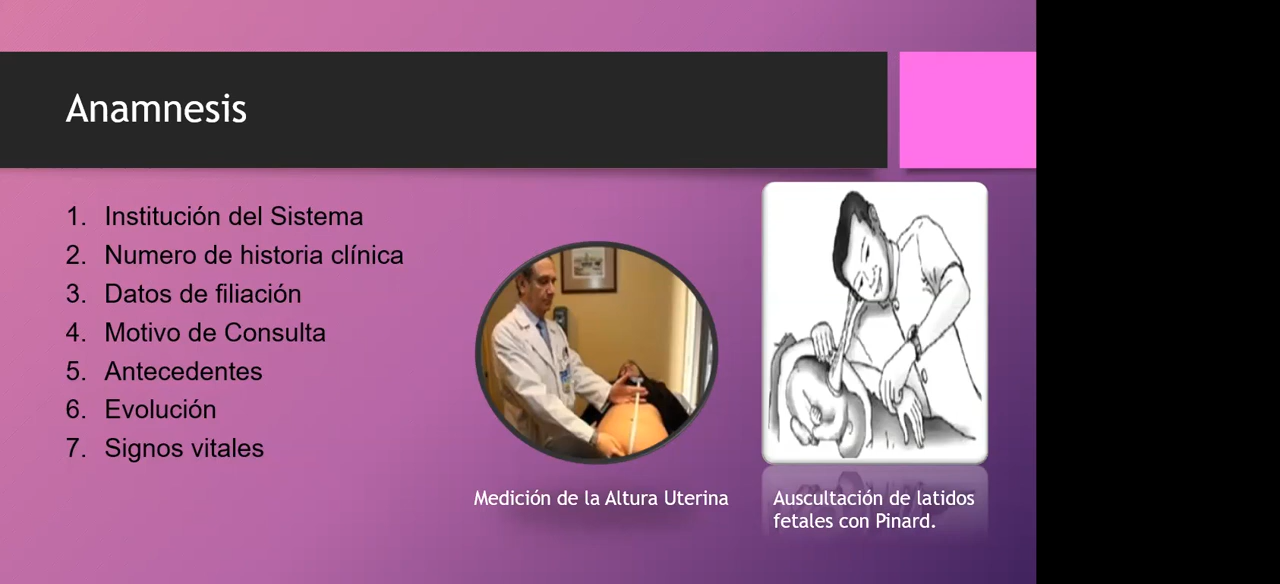 Anamnesis
1. Institución del Sistema
2. Numero de historia clínica
3. Datos de filiación
4. Motivo de Consulta
5. Antecedentes
6. Evolución
7. Signos vitales
Medición de la Altura Uterina
Auscultación de latidos
fetales con Pinard.